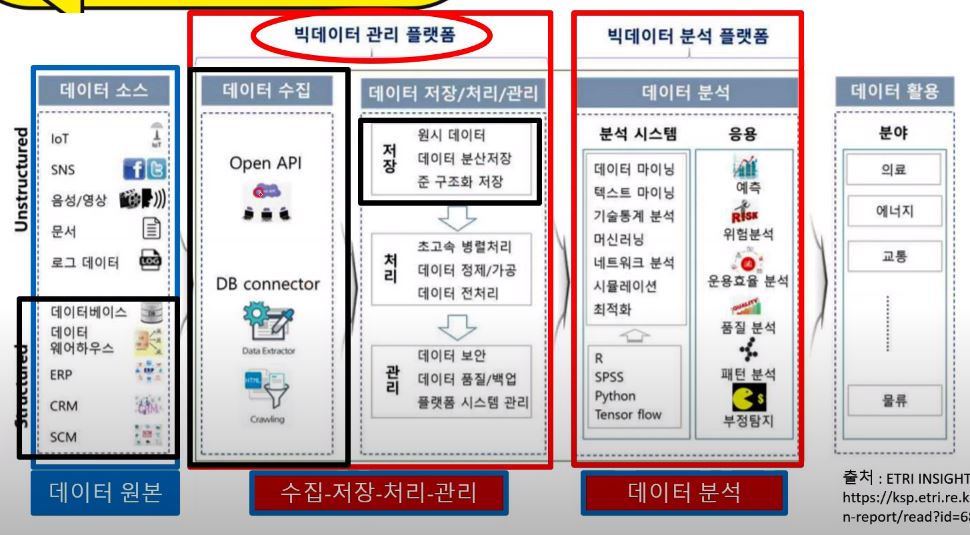 빅데이터 관리 플랫폼
빅데이터 분석 플랫폼
데이터 소스
Unstructured
IoT
IoT
SNS
음성/영상
문서
로그 데이터
LOG
Structured
데이터베이스
DB
데이터
웨어하우스
ERP
ERP
CRM
CRM
SCM
데이터 원본
데이터 수집
Open API
DB connector
Data Extractor
HTML
Crawling
데이터 저장/처리/관리
저장
원시 데이터
데이터 분산저장
준 구조화 저장
처리
초고속 병렬처리
데이터 정제/가공
데이터 전처리
관리
데이터 보안
데이터 품질/백업
플랫폼 시스템 관리
수집-저장-처리-관리
데이터 분석
분석 시스템
데이터 마이닝
텍스트 마이닝
기술통계 분석
머신러닝
네트워크 분석
시뮬레이션
최적화
R
SPSS
Python
Tensor flow
응용
예측
RISK
위험분석
운용효율 분석
QUALITY
품질 분석
패턴 분석
$
부정탐지
데이터 분석
데이터 활용
분야
의료
에너지
교통
물류
출처 : ETRI INSIGHT
https://ksp.etri.re.k
n-report/read?id=68